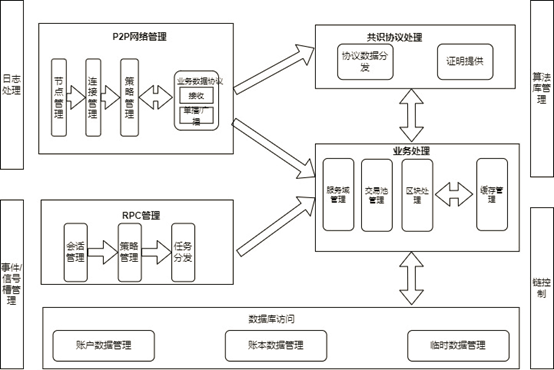 日志
处理
P2P网络管理
节
点
管
理
连
接
管
理
策
略
管
理
业务数据协议
接收
单播/广
播
共识协议处理
协议数据分
发
证明提供
算法
库管
理
业务处理
服务域
管理
交易池
管理
区块处
理
缓存管
理
RPC管理
会话
管理
策略
管理
任务
分发
事件/
信号
槽管
理
链控
制
数据库访问
账户数据管理
账本数据管理
临时数据管理